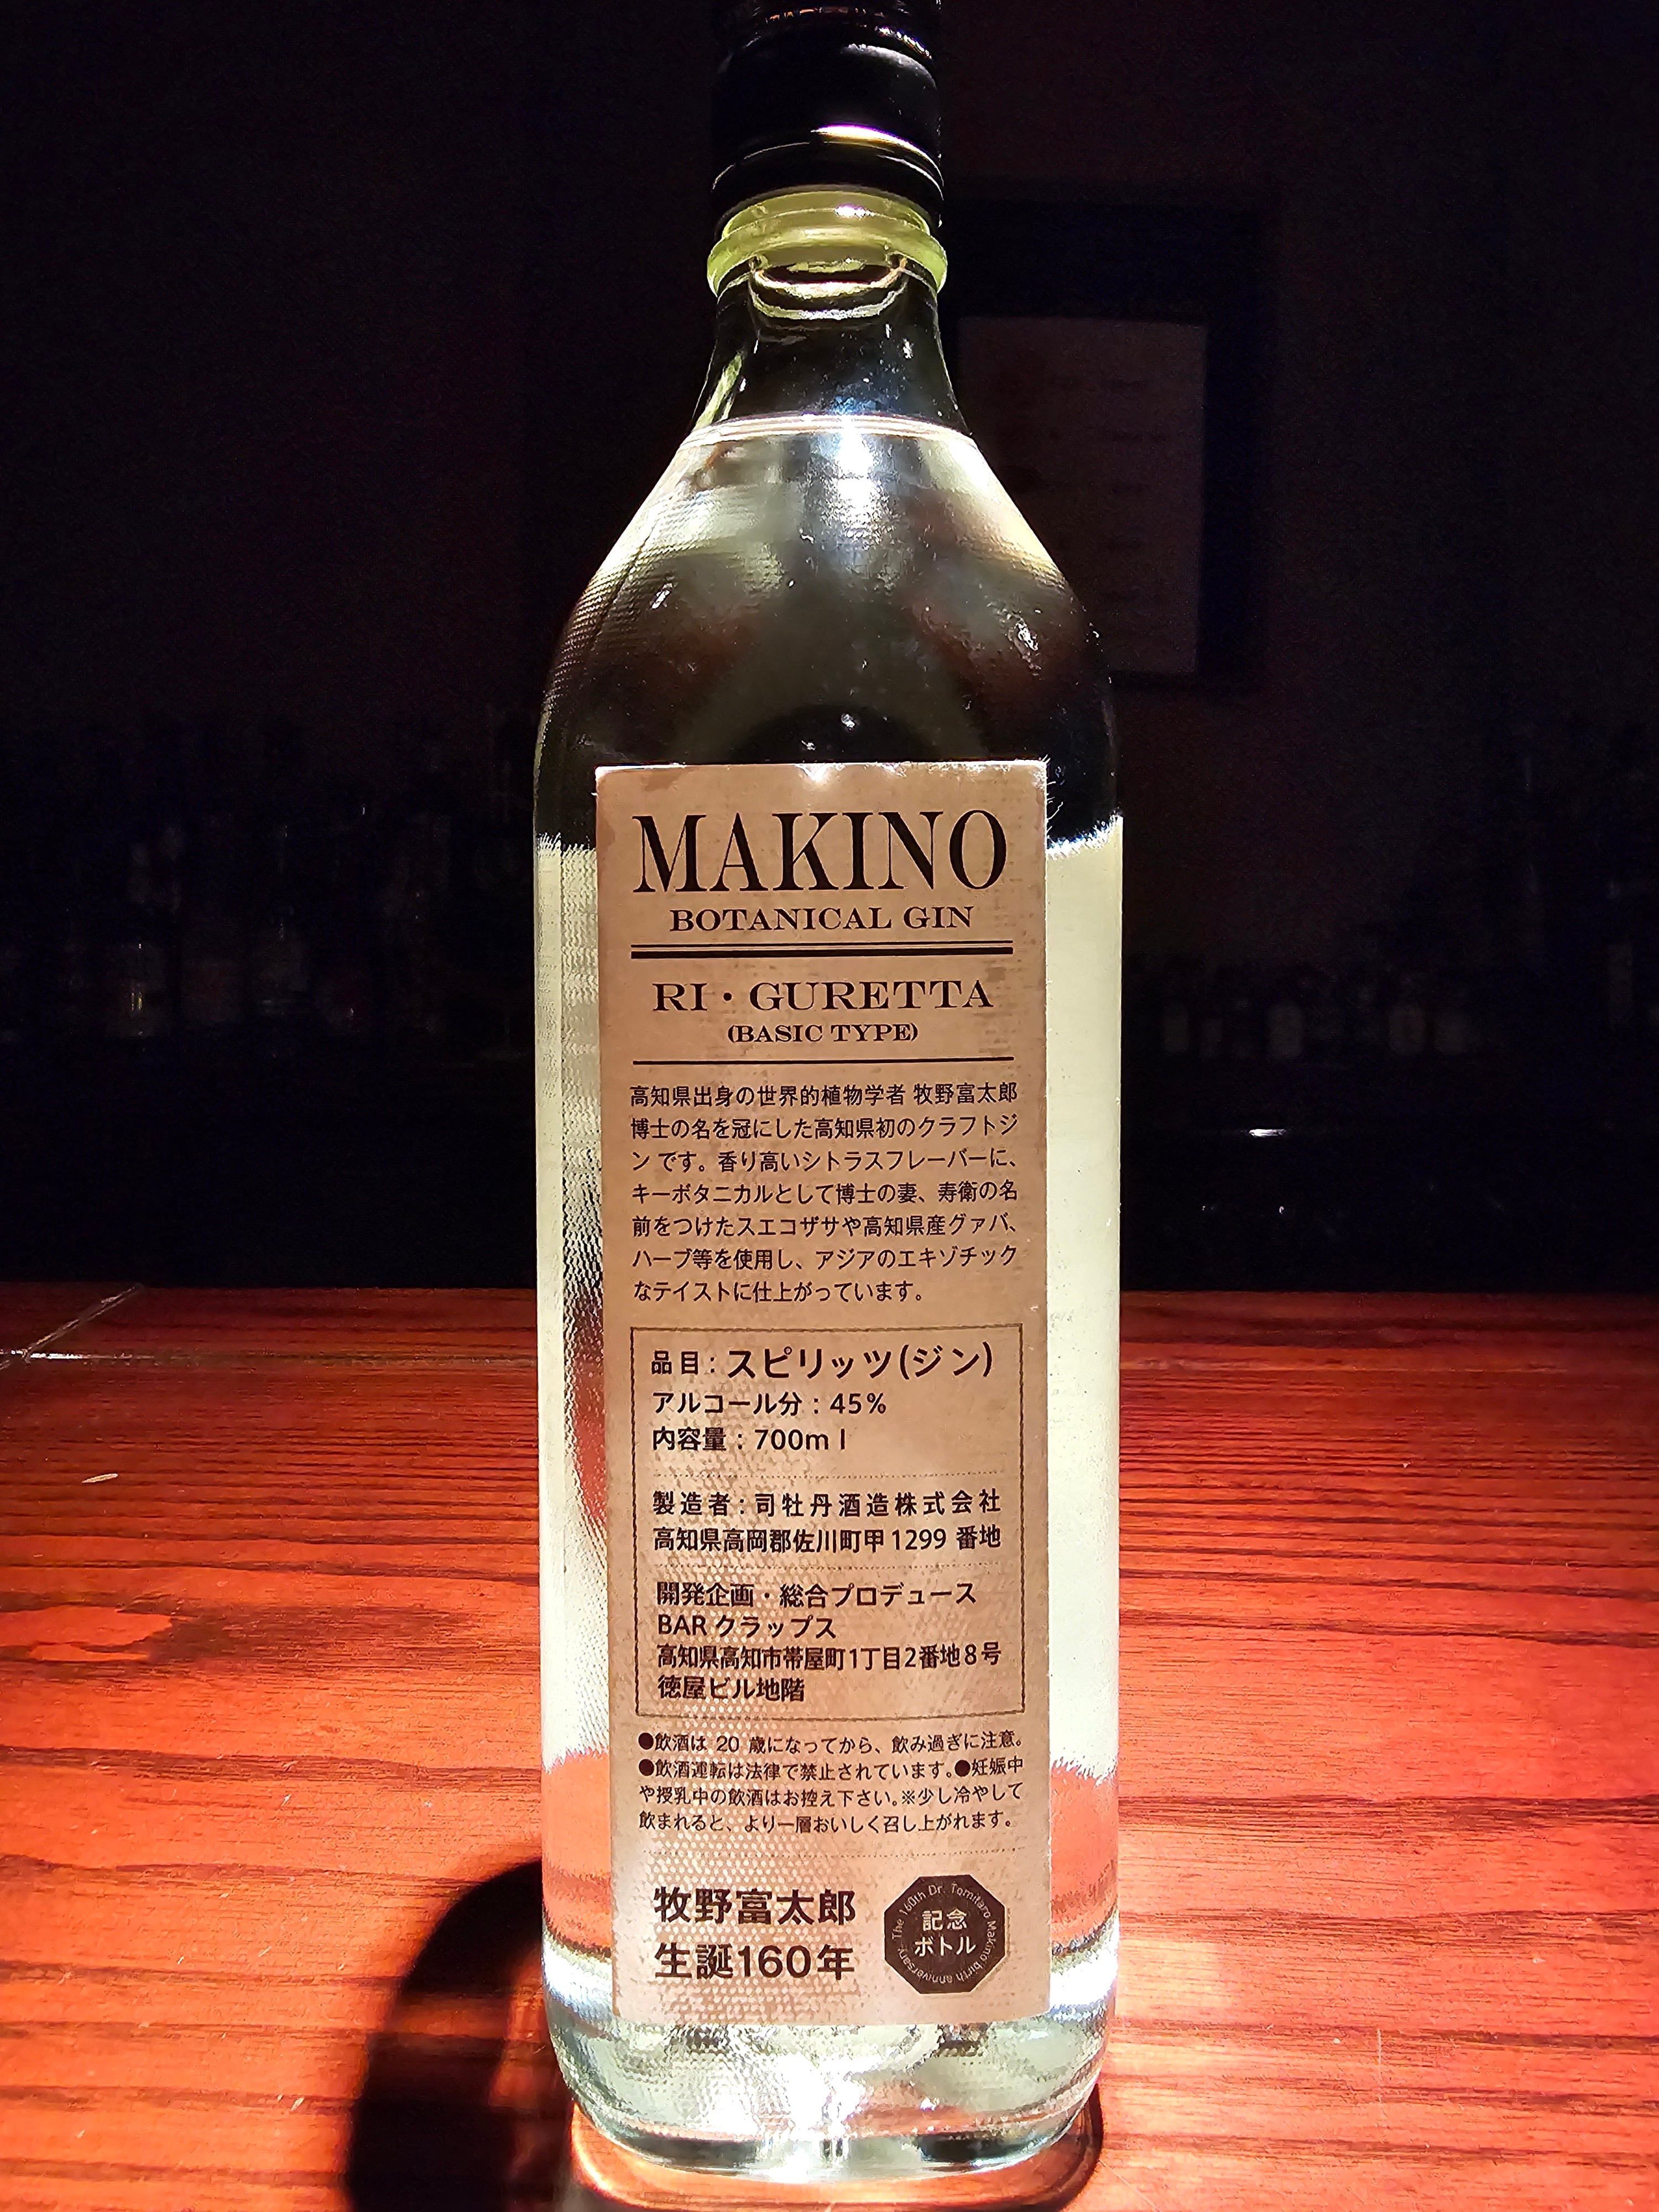 MAKINO
BOTANICAL GIN
RI・GURETTA
(BASIC TYPE)
高知県出身の世界的植物学者 牧野富太郎
博士の名を冠にした高知県初のクラフトジ
ン です。香り高いシトラスフレーバーに、
キーボタニカルとして博士の妻、寿衛の名
前をつけたスエコザサや高知県産グァバ、
ハーブ等を使用し、アジアのエキゾチック
なテイストに仕上がっています。
品目：スピリッツ(ジン)
アルコール分：45%
内容量：700ml
製造者：司牡丹酒造株式会社
高知県高岡郡佐川町甲1299 番地
開発企画・総合プロデュース
BAR クラップス
高知県高知市帯屋町1丁目2番地8号
徳屋ビル地階
●飲酒は 20 歳になってから、飲み過ぎに注意。
●飲酒運転は法律で禁止されています。●妊娠中
や授乳中の飲酒はお控え下さい。※少し冷やして
飲まれると、より一層おいしく召し上がれます。
牧野富太郎
生誕160年
The 160th Dr. Tomitaro Makino birth anniversary
記念
ボトル